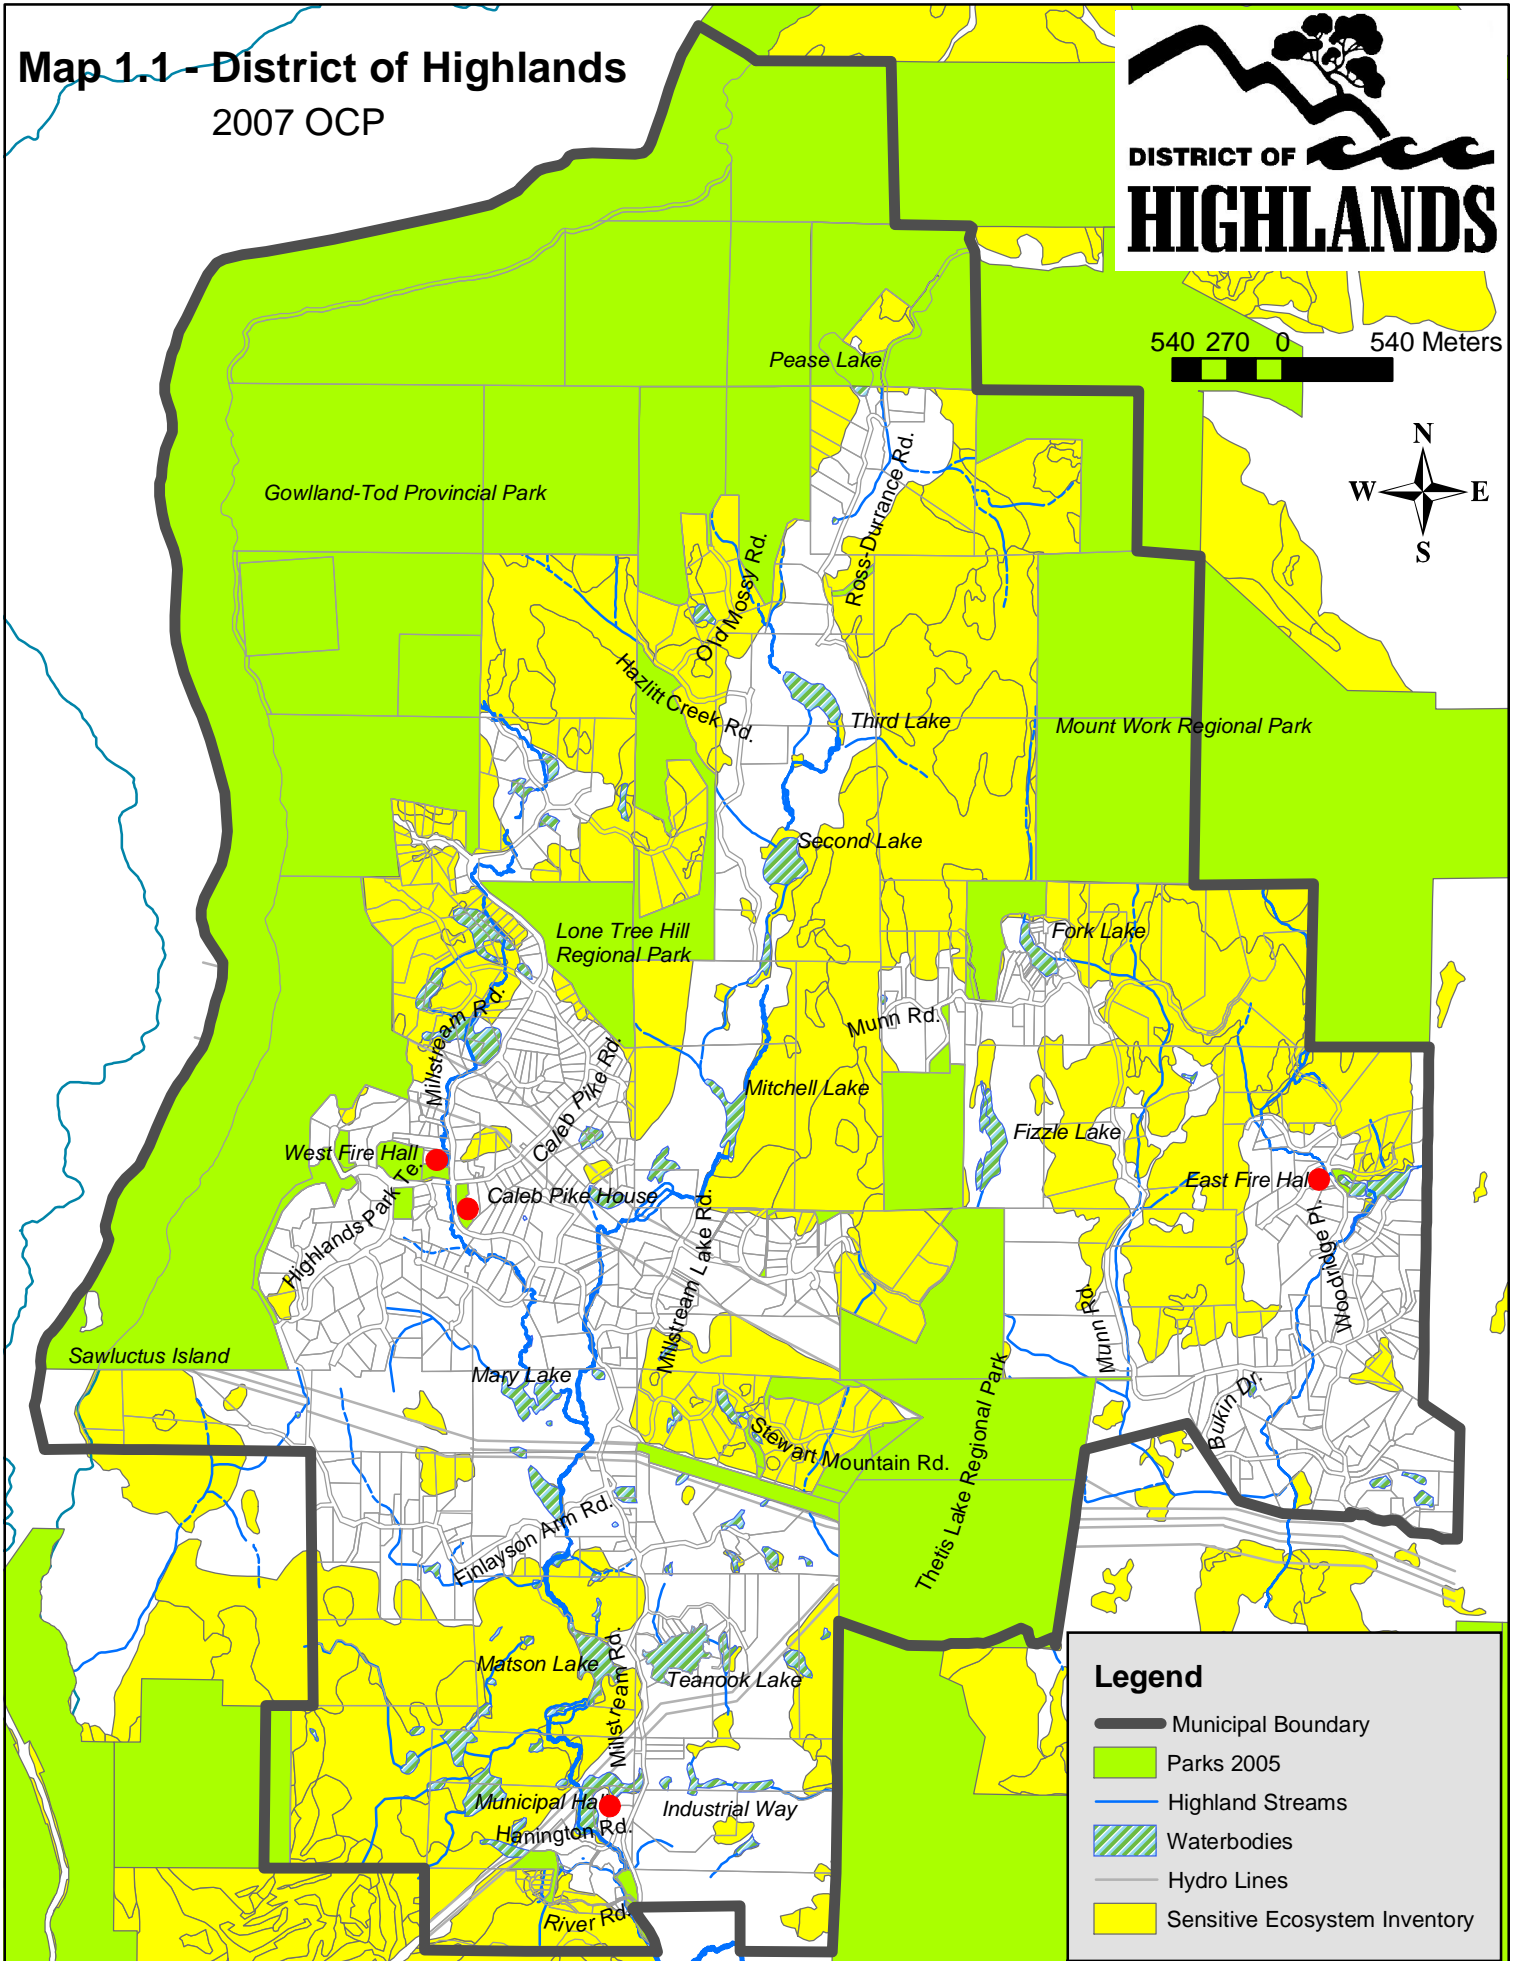 Map 1.1 - District of Highlands
2007 OCP
DISTRICT OF
HIGHLANDS
540 270 0 540 Meters
N
W E
S
Pease Lake
Gowlland-Tod Provincial Park
Ross-Durrance Rd.
Old Mossy Rd.
Hazlitt Creek Rd.
Third Lake
Mount Work Regional Park
Second Lake
Lone Tree Hill
Regional Park
Fork Lake
Millstream Rd.
Munn Rd.
Caleb Pike Rd.
Mitchell Lake
Fizzle Lake
West Fire Hall
East Fire Hal
Caleb Pike House
Highlands Park Te.
Millstream Lake Rd.
Woodridge Pl.
Munn Rd.
Sawluctus Island
Mary Lake
Bukin Dr.
Stewart Mountain Rd.
Thetis Lake Regional Park
Finlayson Arm Rd.
Matson Lake
Millstream Rd.
Teanook Lake
Municipal Hal
Industrial Way
Hanington Rd.
River Rd.
Legend
Municipal Boundary
Parks 2005
Highland Streams
Waterbodies
Hydro Lines
Sensitive Ecosystem Inventory